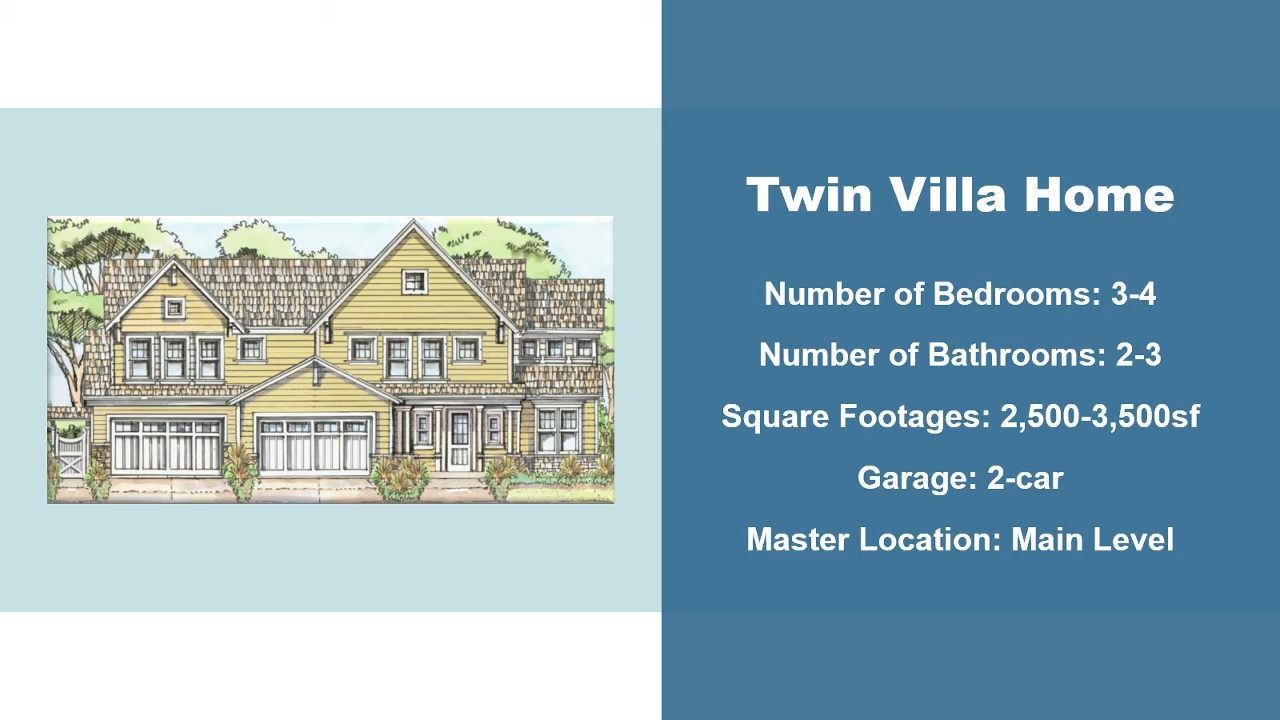 Twin Villa Home
Number of Bedrooms: 3-4
Number of Bathrooms: 2-3
Square Footages: 2,500-3,500sf
Garage: 2-car
Master Location: Main Level